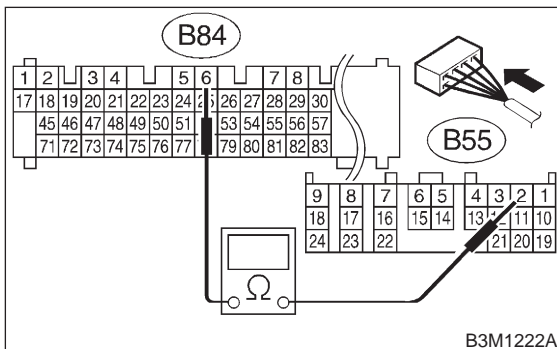 B84
1 2 3 4 5 6 7 8
17 18 19 20 21 22 23 24 25 26 27 28 29 30
45 46 47 48 49 50 51 53 54 55 56 57
71 72 73 74 75 76 77 79 80 81 82 83
B55
9 8 7 6 5 4 3 2 1
18 17 16 15 14 13 11 10
24 23 22 21 20 19
Ω
B3M1222A